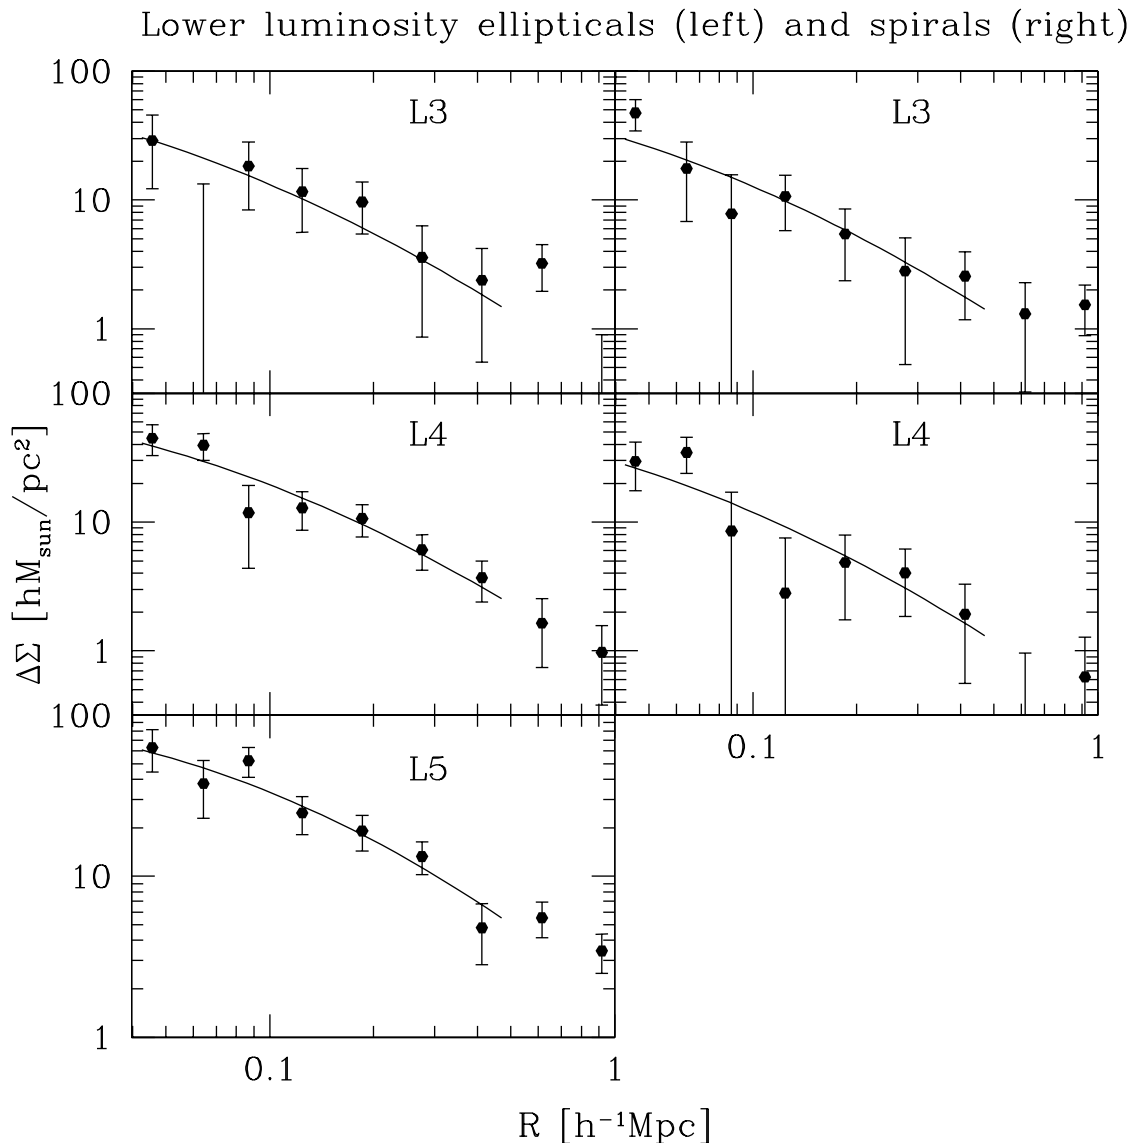 Lower luminosity ellipticals (left) and spirals (right)
100
L3
L3
10
1
100
L4
L4
10
1
100
0.1
1
L5
10
1
0.1
1
ΔΣ [hM_sun/pc²]
R [h⁻¹Mpc]